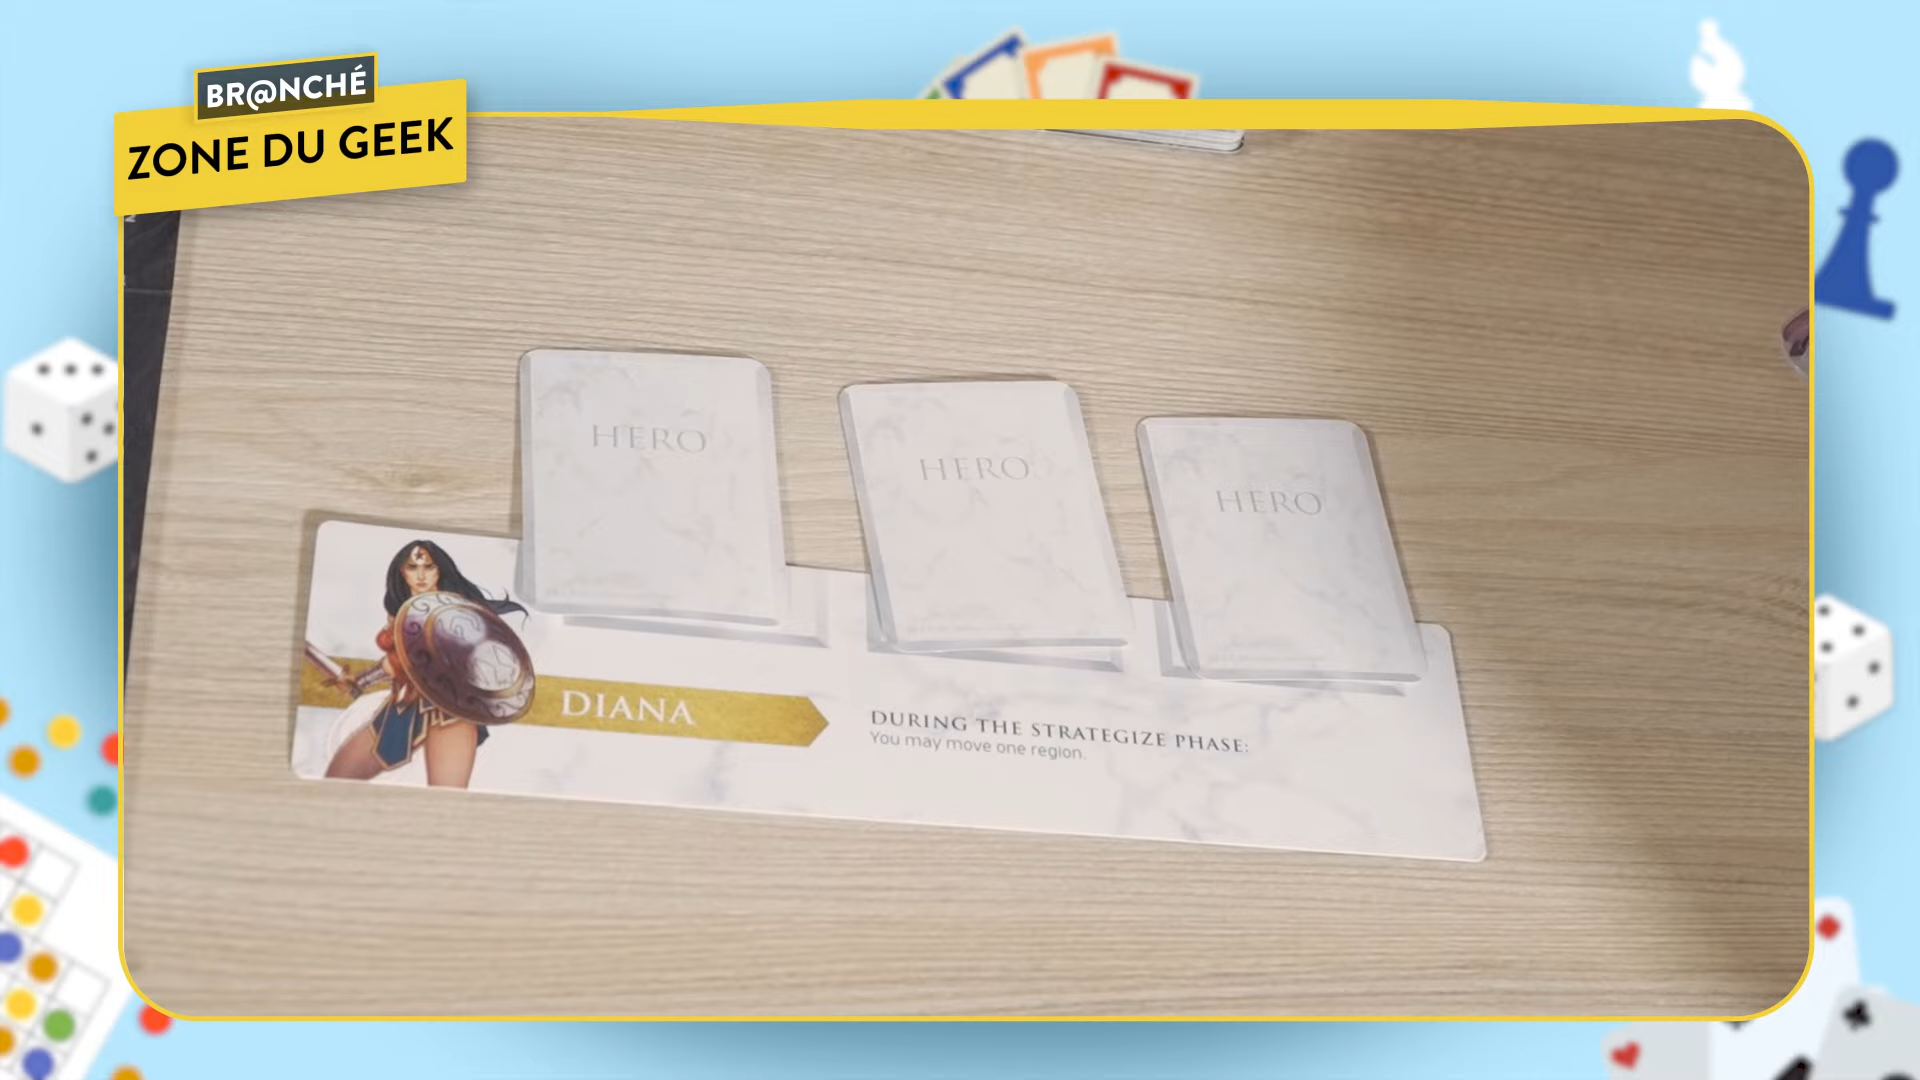 BR@NCHÉ
ZONE DU GEEK
HERO
HERO
HERO
DIANA
DURING THE STRATEGIZE PHASE:
You may move one region.